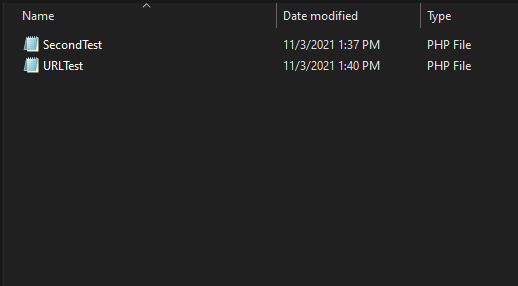 Name Date modified Type
SecondTest 11/3/2021 1:37 PM PHP File
URLTest 11/3/2021 1:40 PM PHP File